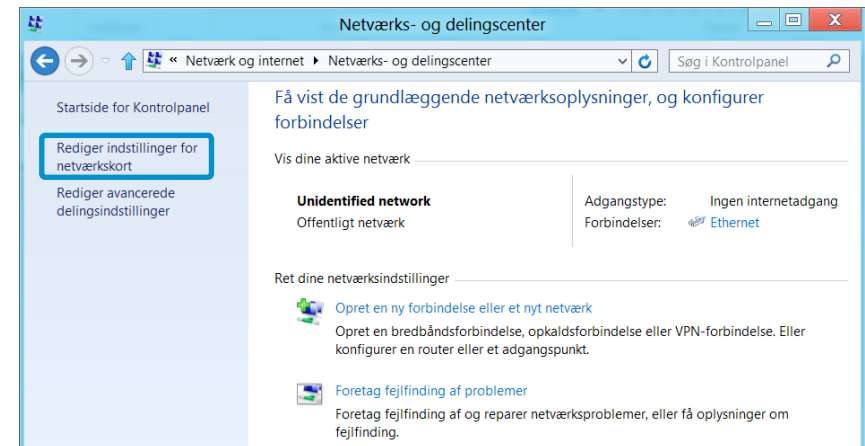 Netværks- og delingscenter
« Netværk og internet ▸ Netværks- og delingscenter
Søg i Kontrolpanel
Startside for Kontrolpanel
Rediger indstillinger for
netværkskort
Rediger avancerede
delingsindstillinger
Få vist de grundlæggende netværksoplysninger, og konfigurer
forbindelser
Vis dine aktive netværk
Unidentified network
Offentligt netværk
Adgangstype: Ingen internetadgang
Forbindelser: Ethernet
Ret dine netværksindstillinger
Opret en ny forbindelse eller et nyt netværk
Opret en bredbåndsforbindelse, opkaldsforbindelse eller VPN-forbindelse. Eller
konfigurer en router eller et adgangspunkt.
Foretag fejlfinding af problemer
Foretag fejlfinding af og reparer netværksproblemer, eller få oplysninger om
fejlfinding.